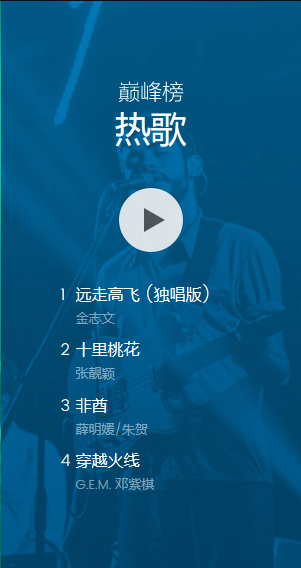 巅峰榜
热歌
1 远走高飞（独唱版）
金志文
2 十里桃花
张靓颖
3 非酋
薛明媛/朱贺
4 穿越火线
G.E.M. 邓紫棋